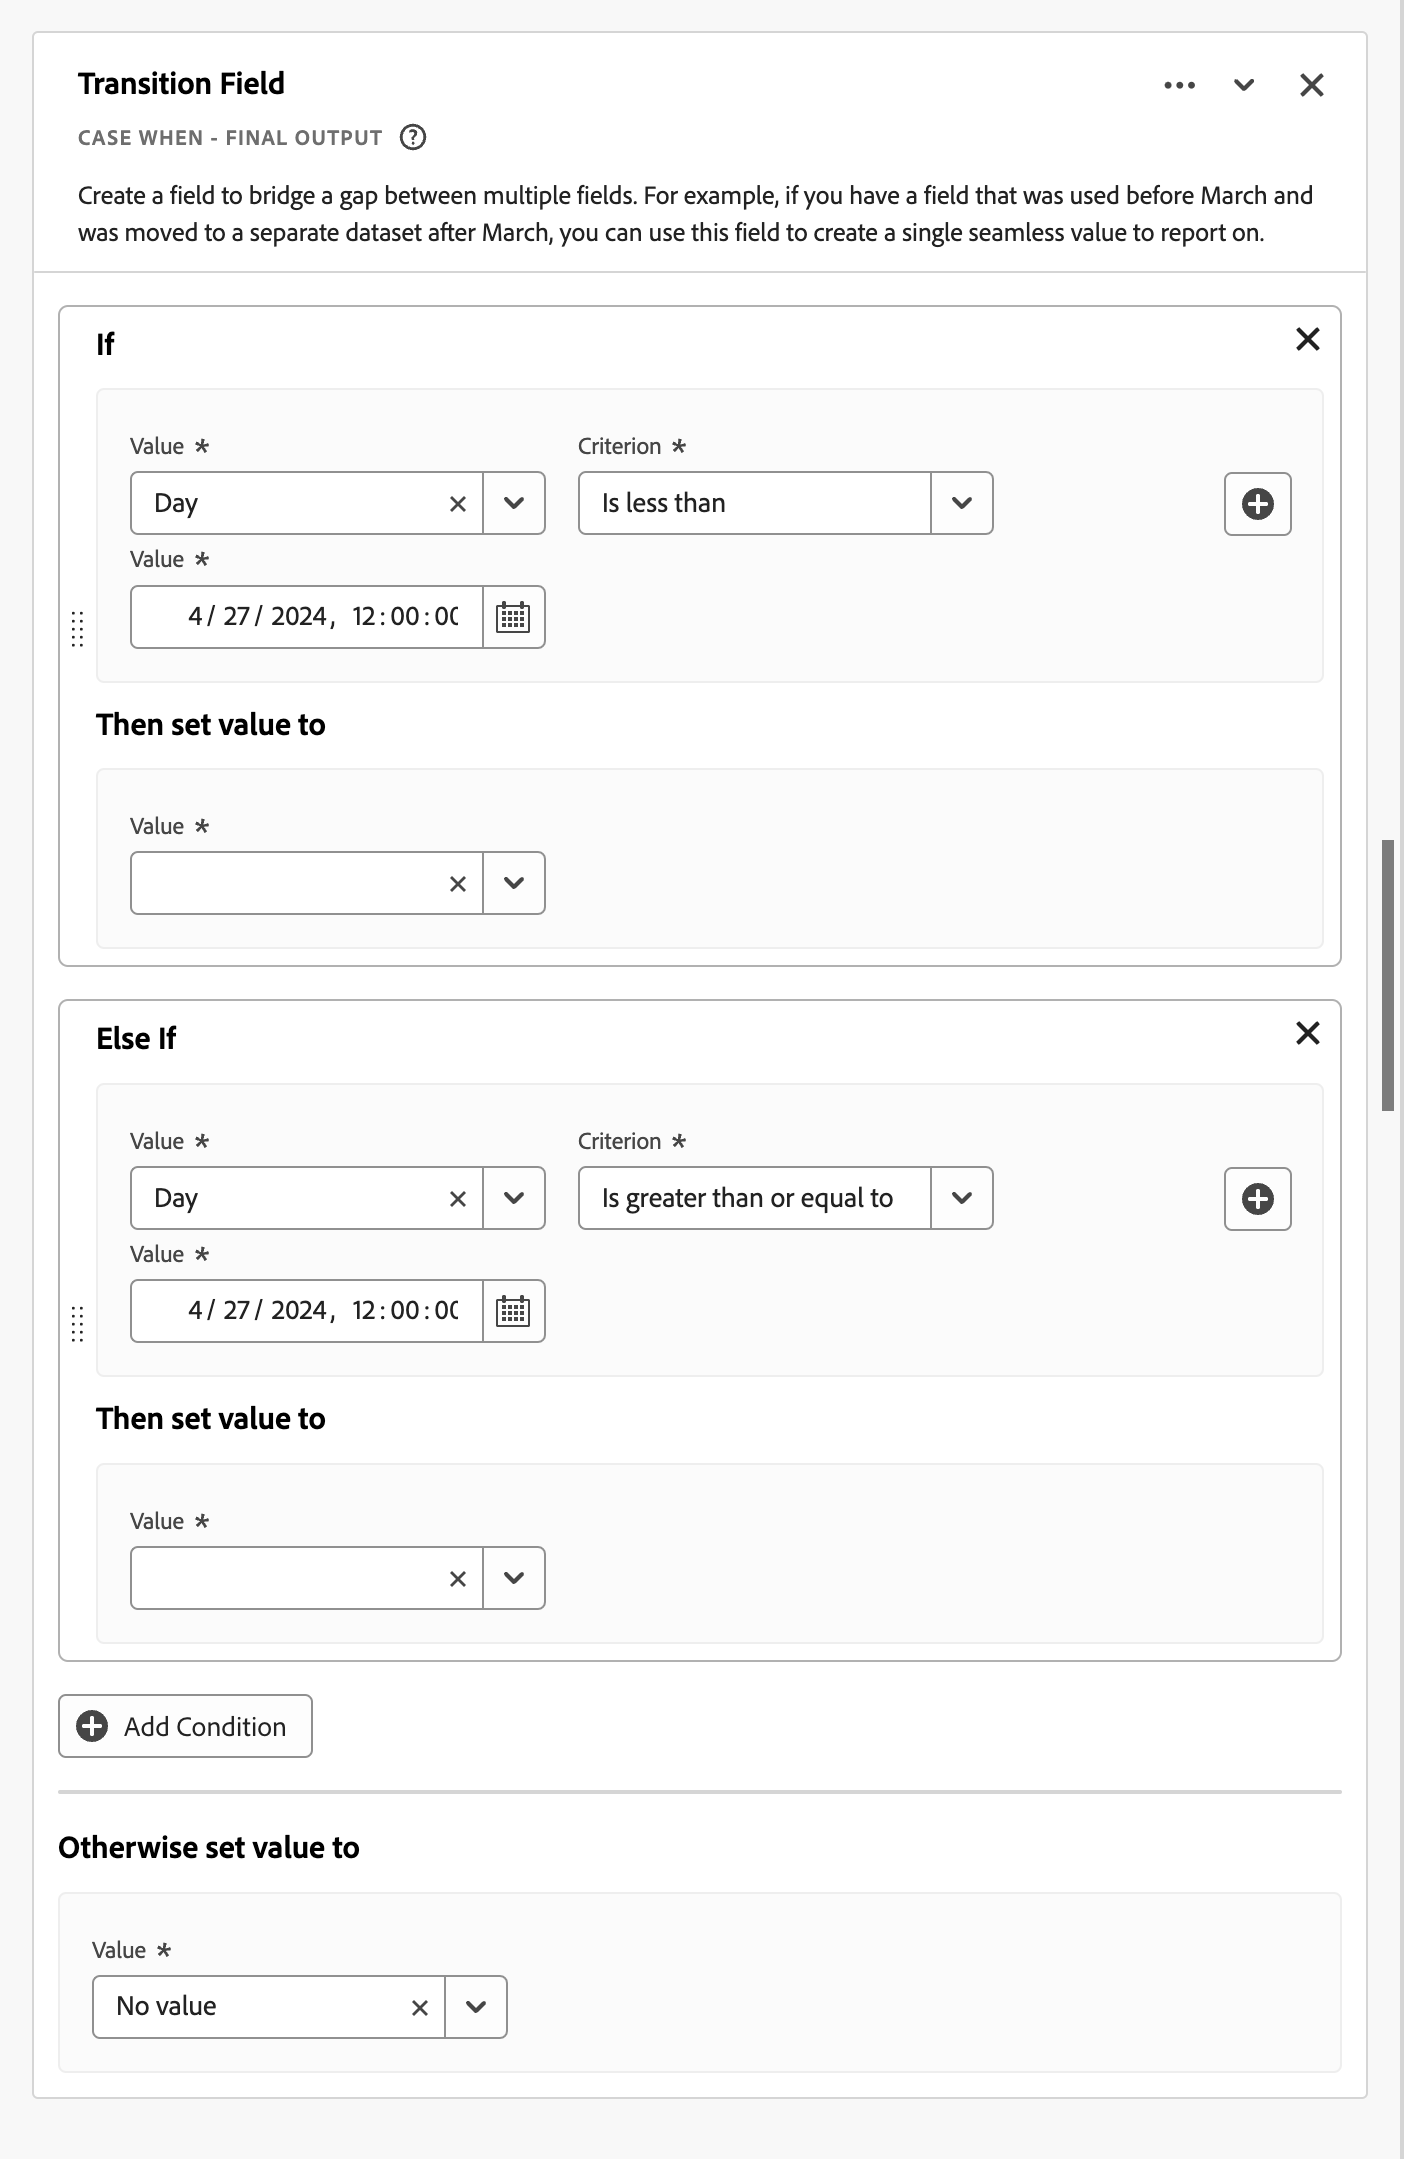 Transition Field
CASE WHEN - FINAL OUTPUT
Create a field to bridge a gap between multiple fields. For example, if you have a field that was used before March and
was moved to a separate dataset after March, you can use this field to create a single seamless value to report on.
If
Value * Criterion *
Day Is less than
Value *
4/ 27/ 2024, 12:00:00
Then set value to
Value *
Else If
Value * Criterion *
Day Is greater than or equal to
Value *
4/ 27/ 2024, 12:00:00
Then set value to
Value *
Add Condition
Otherwise set value to
Value *
No value